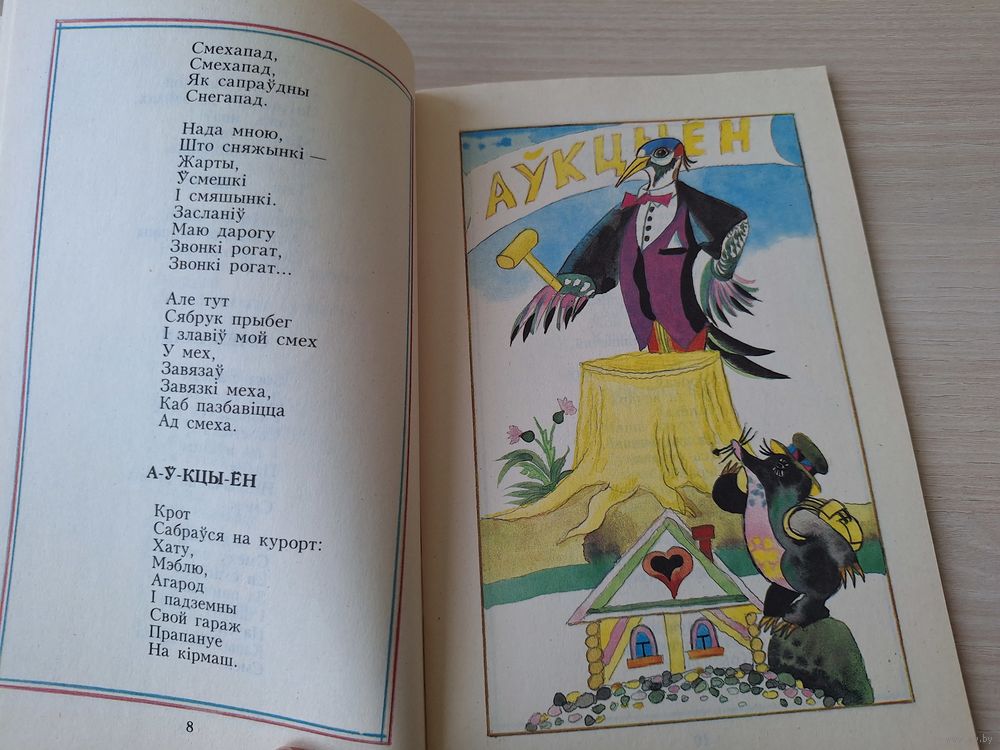 Смехапад,
Смехапад,
Як сапраўдны
Снегапад.
Нада мною,
Што сняжынкі —
Жарты,
Ўсмешкі
І смяшынкі.
Засланіў
Маю дарогу
Звонкі рогат,
Звонкі рогат...
Але тут
Сябрук прыбег
І злавіў мой смех
У мех,
Завязаў
Завязкі меха,
Каб пазбавіцца
Ад смеха.
А-Ў-КЦЫ-ЁН
Крот
Сабраўся на курорт:
Хату,
Мэблю,
Агарод
І падземны
Свой гараж
Прапануе
На кірмаш.
8
АЎКЦЫЁН